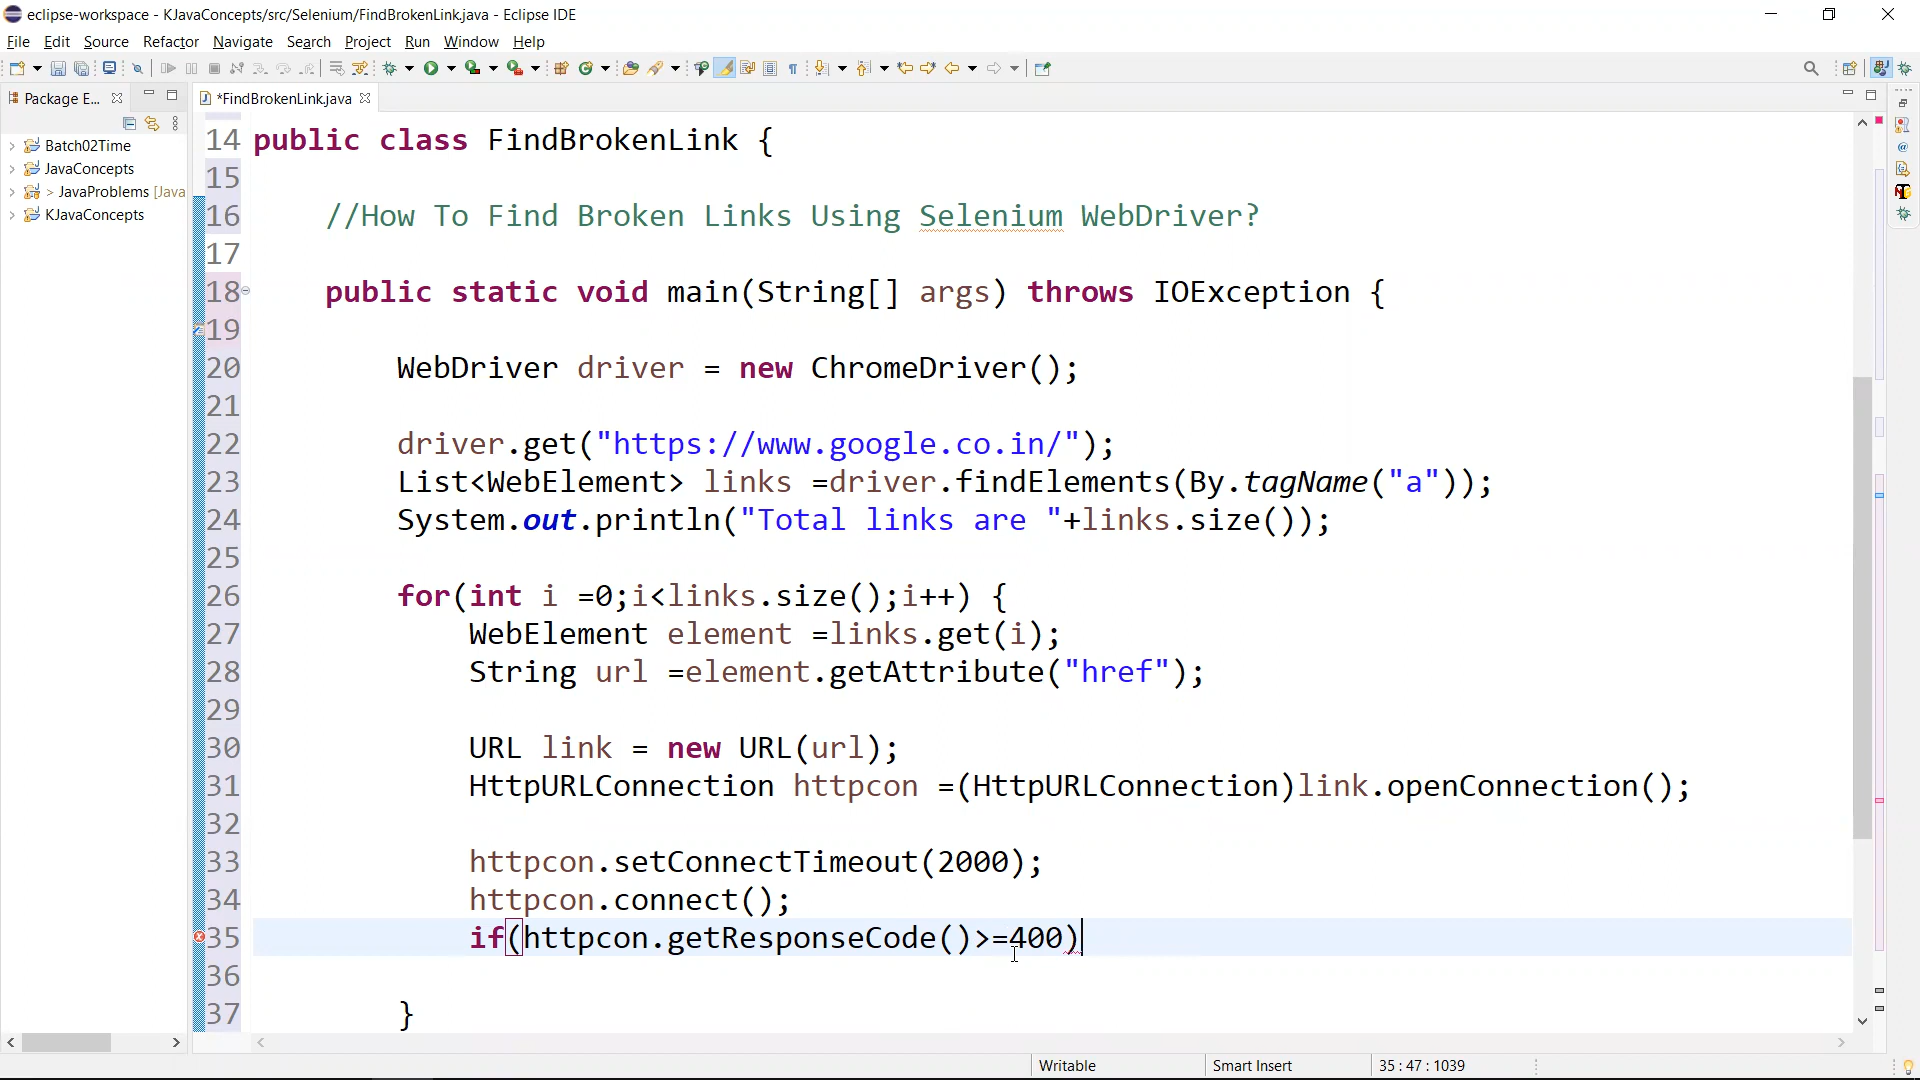 eclipse-workspace - KJavaConcepts/src/Selenium/FindBrokenLink.java - Eclipse IDE
File Edit Source Refactor Navigate Search Project Run Window Help
Package E...
*FindBrokenLink.java
Batch02Time
JavaConcepts
> JavaProblems [Java
KJavaConcepts
14 public class FindBrokenLink {
15
16 //How To Find Broken Links Using Selenium WebDriver?
17
18 public static void main(String[] args) throws IOException {
19
20 WebDriver driver = new ChromeDriver();
21
22 driver.get("https://www.google.co.in/");
23 List<WebElement> links =driver.findElements(By.tagName("a"));
24 System.out.println("Total links are "+links.size());
25
26 for(int i =0;i<links.size();i++) {
27 WebElement element =links.get(i);
28 String url =element.getAttribute("href");
29
30 URL link = new URL(url);
31 HttpURLConnection httpcon =(HttpURLConnection)link.openConnection();
32
33 httpcon.setConnectTimeout(2000);
34 httpcon.connect();
35 if(httpcon.getResponseCode()>=400)
36
37 }
Writable Smart Insert 35 : 47 : 1039